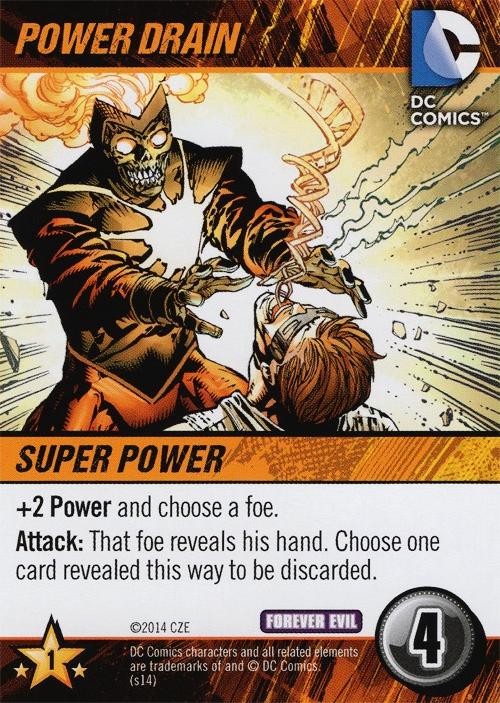 POWER DRAIN
DC
DC
COMICS™
SUPER POWER
+2 Power and choose a foe.
Attack: That foe reveals his hand. Choose one
card revealed this way to be discarded.
©2014 CZE
FOREVER EVIL
4
1
DC Comics characters and all related elements
are trademarks of and © DC Comics.
(s14)